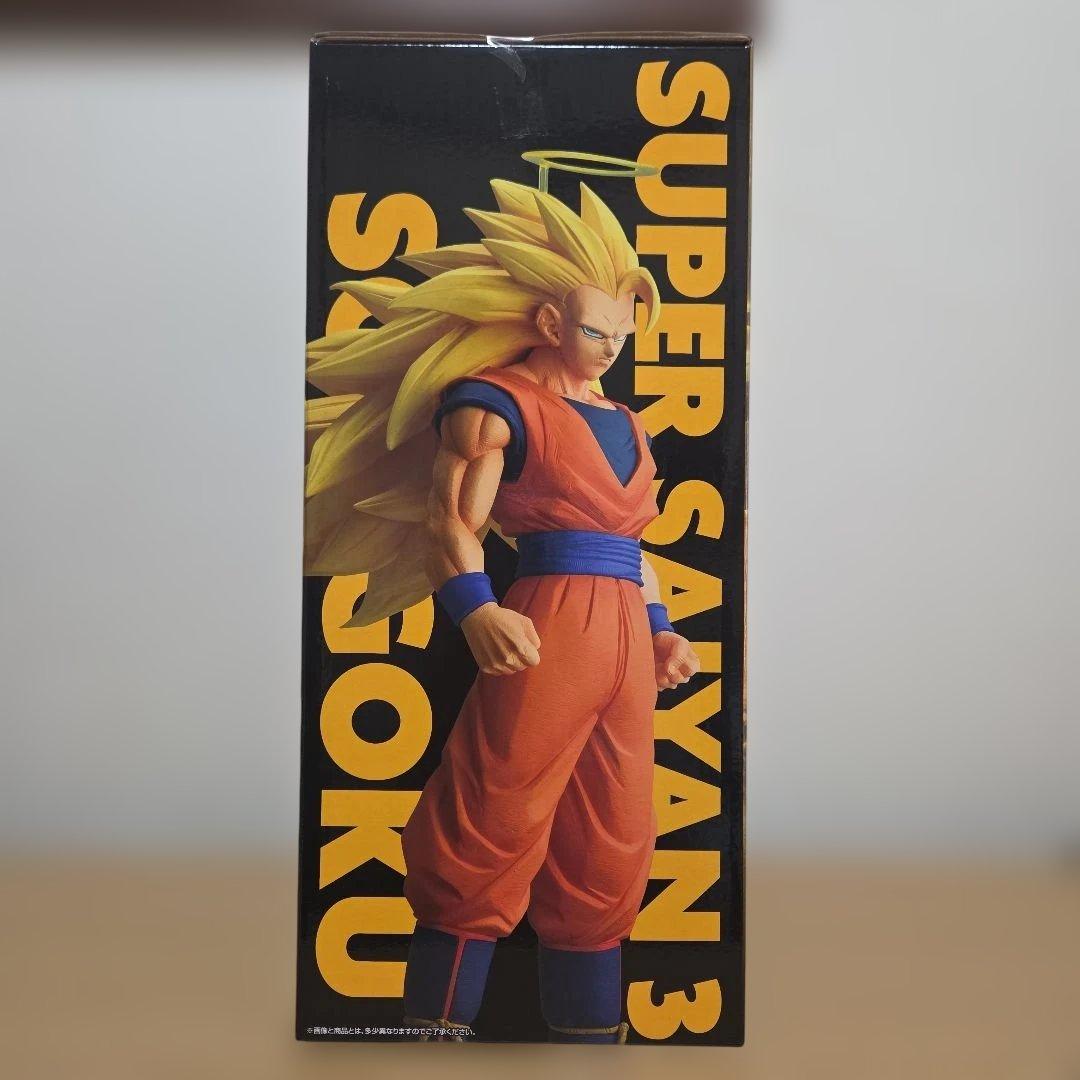 SUPER SAIYAN 3
SO GOKU
※画像と商品とは、多少異なりますのでご了承ください。